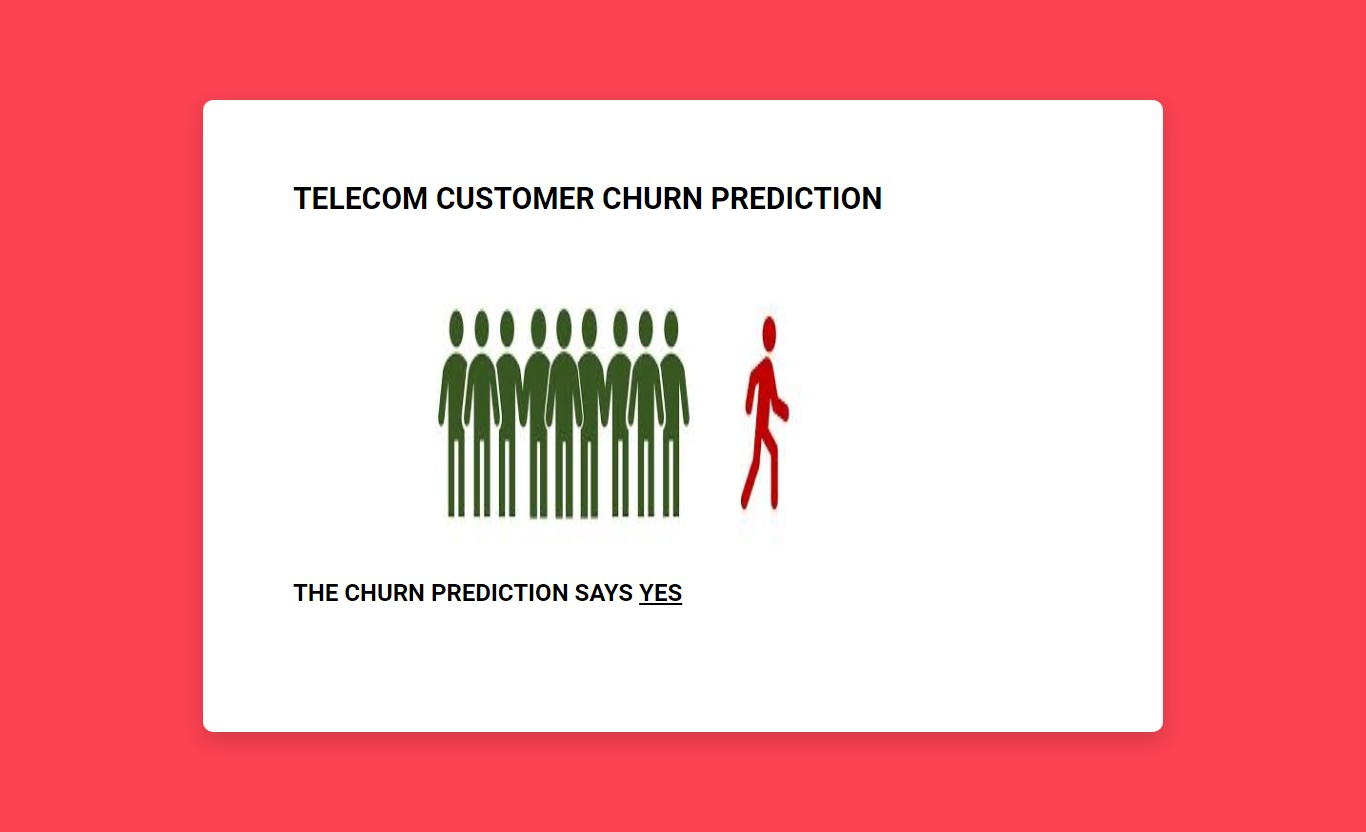 TELECOM CUSTOMER CHURN PREDICTION
THE CHURN PREDICTION SAYS YES